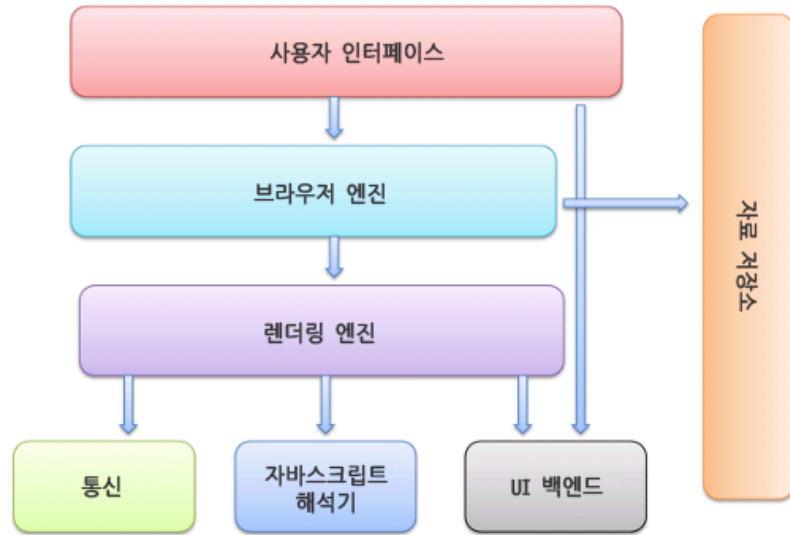 사용자 인터페이스
브라우저 엔진
자료 저장소
렌더링 엔진
통신
자바스크립트
해석기
UI 백엔드